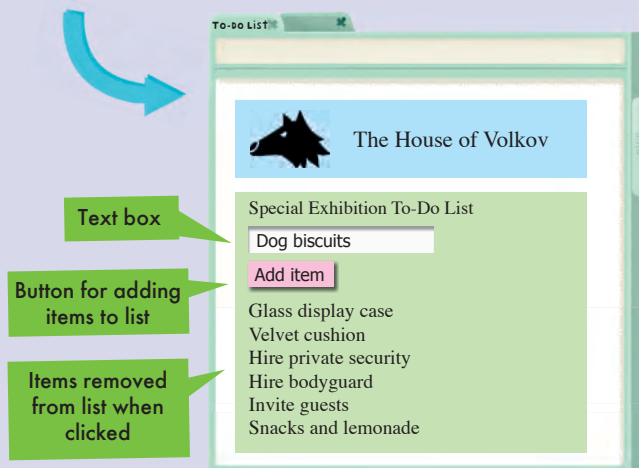 To-Do List
The House of Volkov
Special Exhibition To-Do List
Text box
Dog biscuits
Add item
Button for adding
items to list
Glass display case
Velvet cushion
Hire private security
Hire bodyguard
Invite guests
Snacks and lemonade
Items removed
from list when
clicked